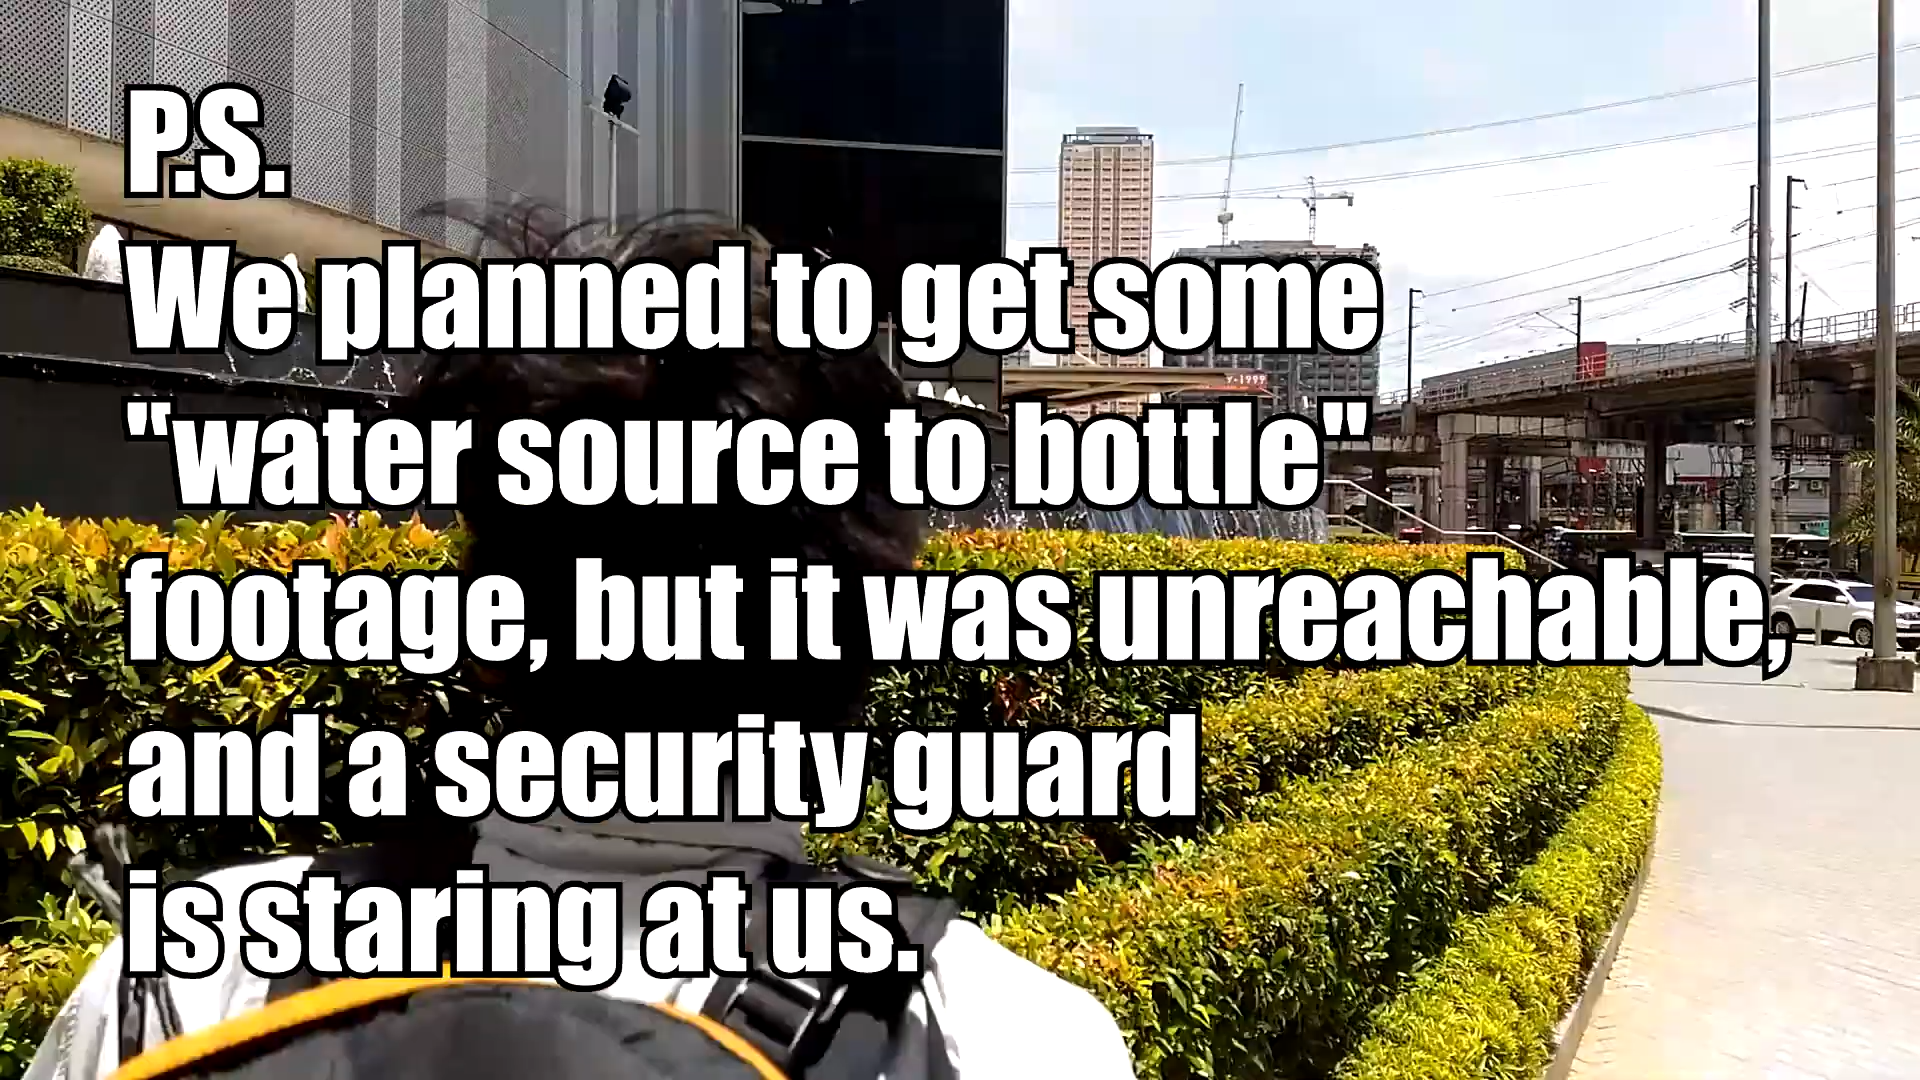 P.S.
We planned to get some
"water source to bottle"
footage, but it was unreachable,
and a security guard
is staring at us.
Y-1999